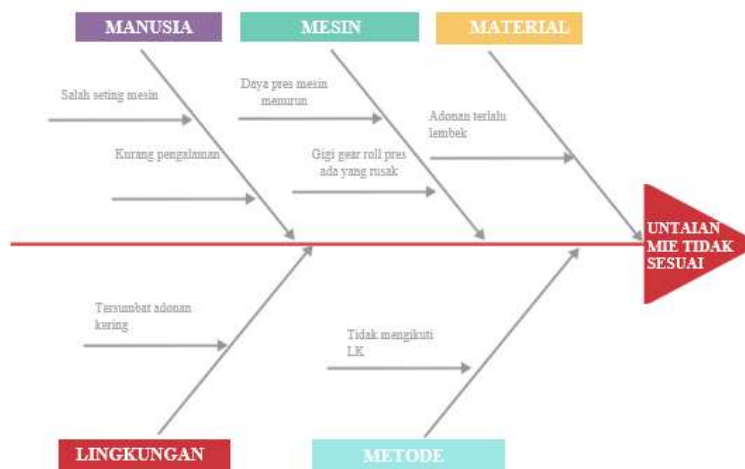 MANUSIA
MESIN
MATERIAL
Salah seting mesin
Daya pres mesin
menurun
Adonan terlalu
lembek
Kurang pengalaman
Gigi gear roll pres
ada yang rusak
UNTAIAN
MIE TIDAK
SESUAI
Tersumbat adonan
kering
Tidak mengikuti
LK
LINGKUNGAN
METODE